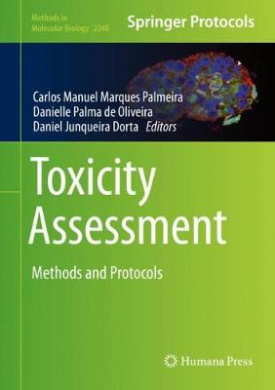 Methods in
Molecular Biology 2240
Springer Protocols
Carlos Manuel Marques Palmeira
Danielle Palma de Oliveira
Daniel Junqueira Dorta Editors
Toxicity
Assessment
Methods and Protocols
Humana Press